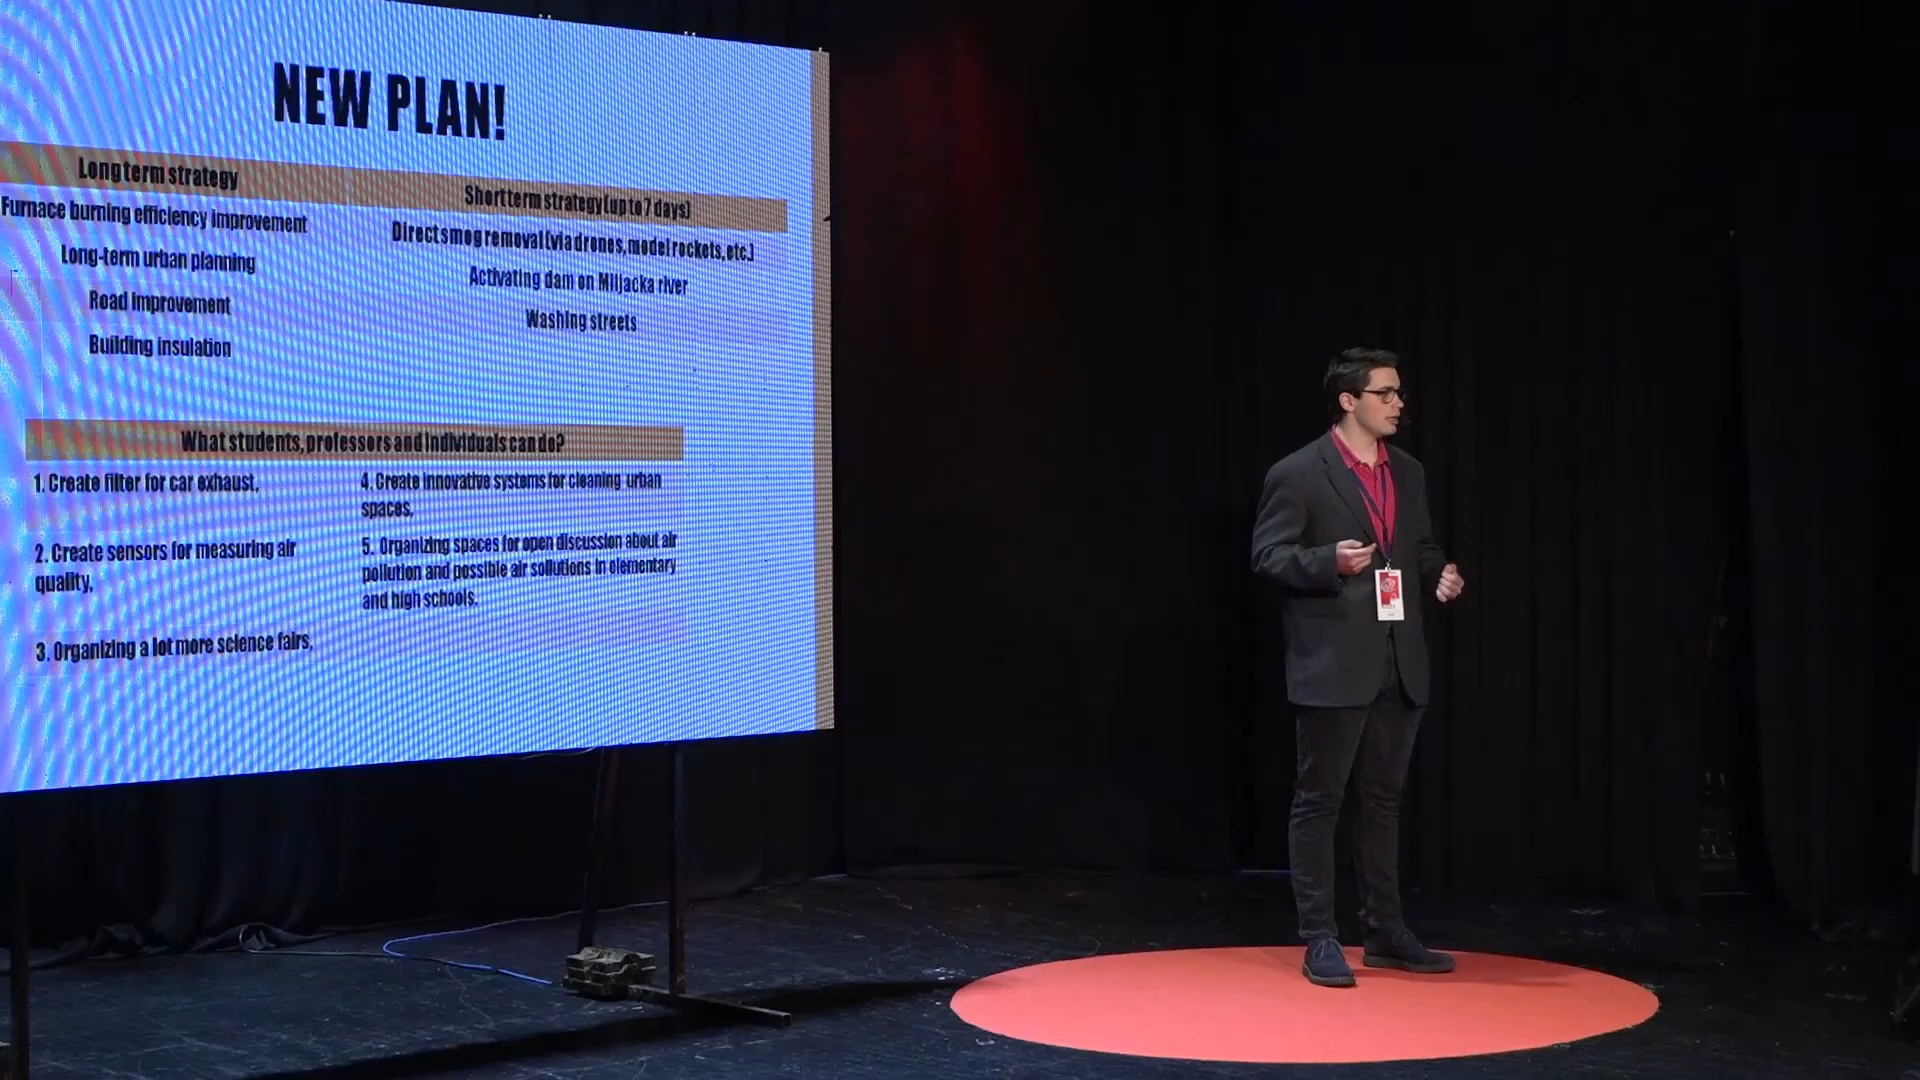 NEW PLAN!
Long term strategy
Furnace burning efficiency improvement
Long-term urban planning
Road improvement
Building insulation
Short term strategy (up to 7 days)
Direct smog removal (via drones, model rockets, etc.)
Activating dam on Miljacka river
Washing streets
What students, professors and individuals can do?
1. Create filter for car exhaust,
2. Create sensors for measuring air
quality,
3. Organizing a lot more science fairs,
4. Create innovative systems for cleaning urban
spaces,
5. Organizing spaces for open discussion about air
pollution and possible air sollutions in elementary
and high schools.